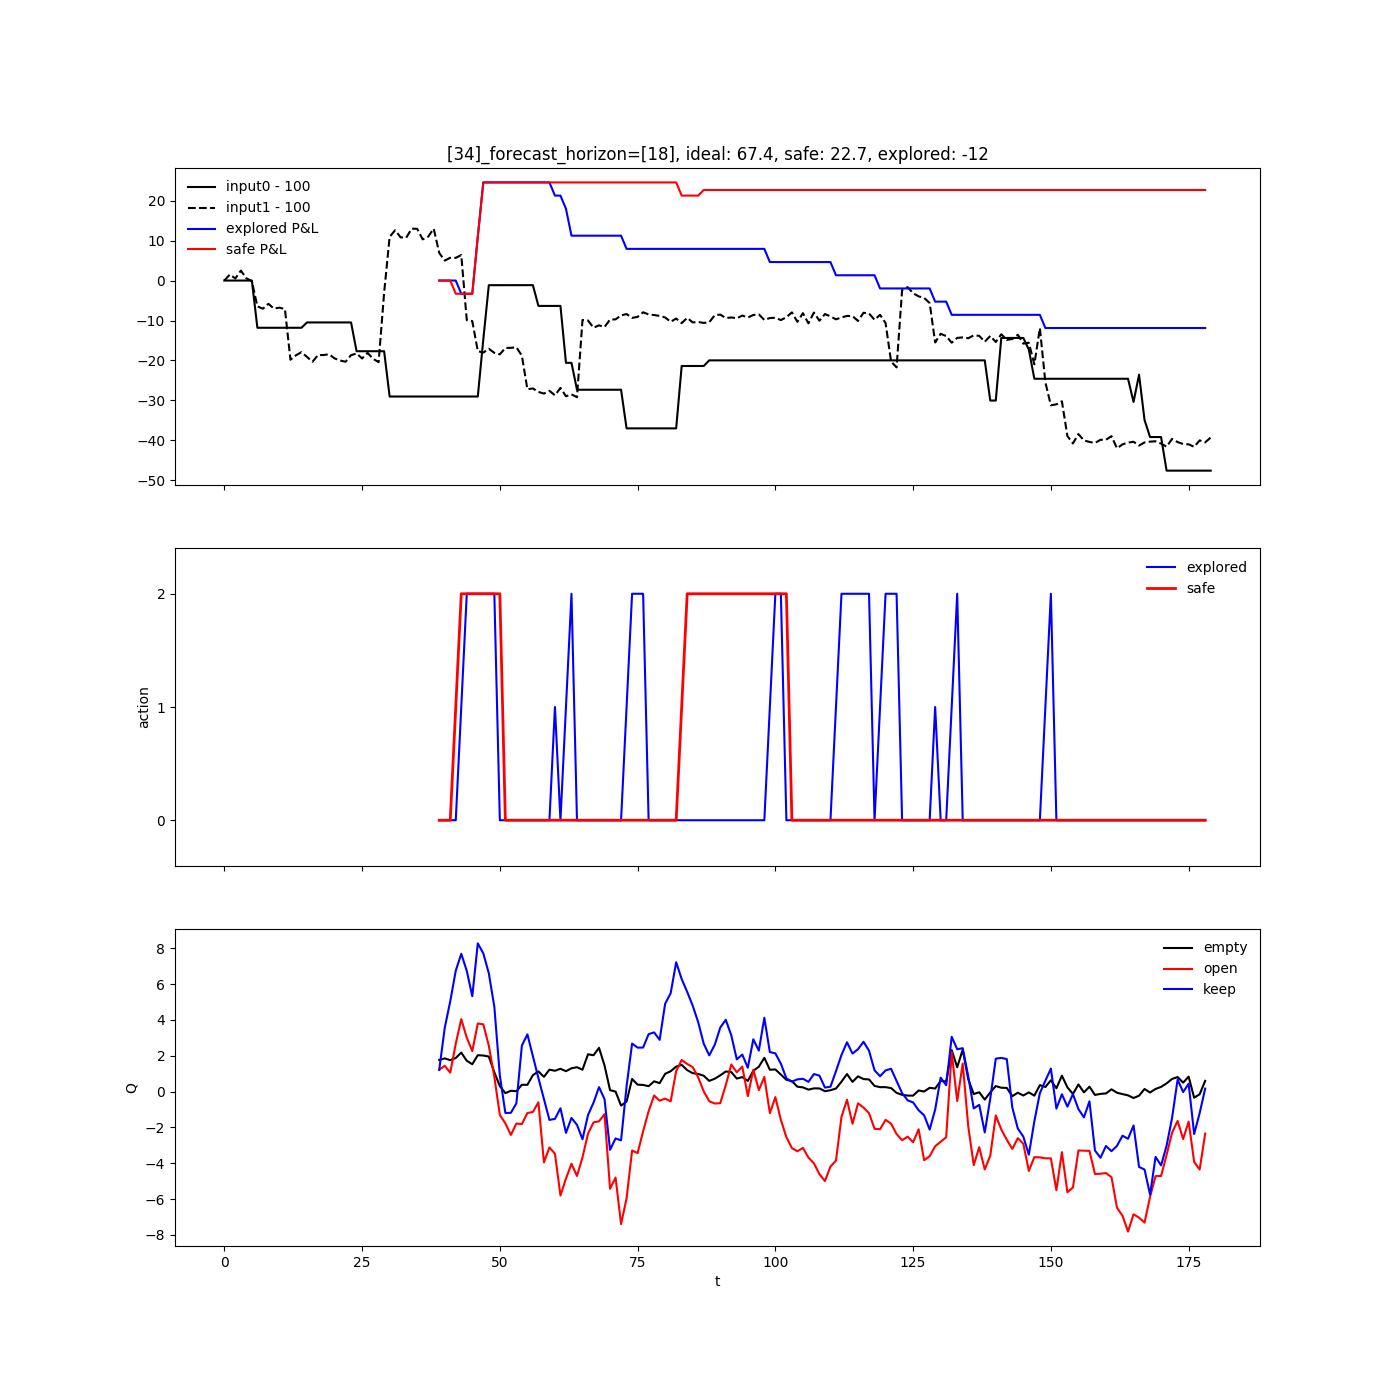 [34]_forecast_horizon=[18], ideal: 67.4, safe: 22.7, explored: -12
input0 - 100
input1 - 100
explored P&L
safe P&L
20
10
0
−10
−20
−30
−40
−50
explored
safe
action
2
1
0
empty
open
keep
Q
8
6
4
2
0
−2
−4
−6
−8
0 25 50 75 100 125 150 175
t